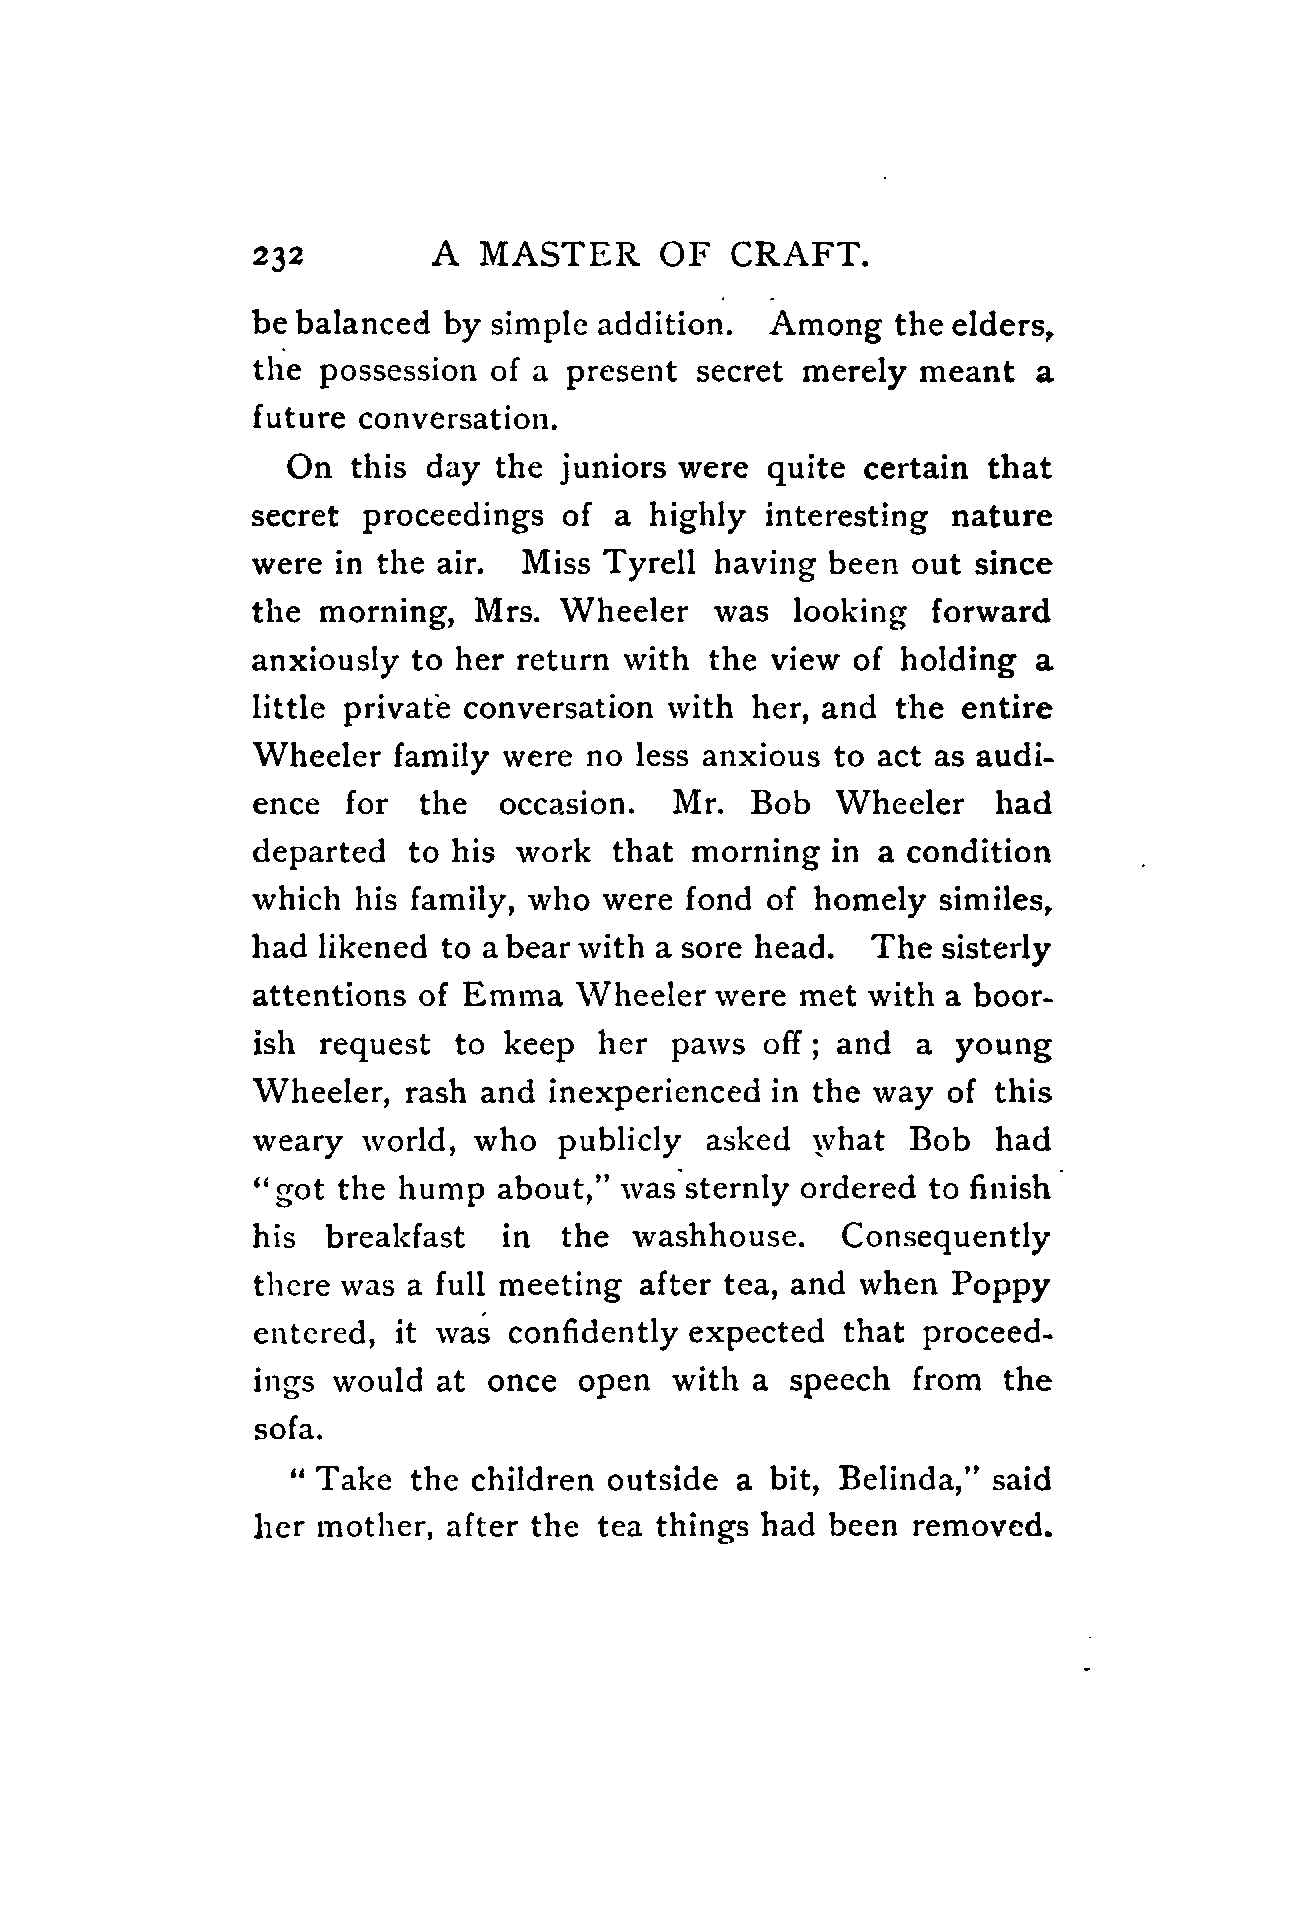 232 A MASTER OF CRAFT.
be balanced by simple addition. Among the elders,
the possession of a present secret merely meant a
future conversation.
On this day the juniors were quite certain that
secret proceedings of a highly interesting nature
were in the air. Miss Tyrell having been out since
the morning, Mrs. Wheeler was looking forward
anxiously to her return with the view of holding a
little private conversation with her, and the entire
Wheeler family were no less anxious to act as audi-
ence for the occasion. Mr. Bob Wheeler had
departed to his work that morning in a condition
which his family, who were fond of homely similes,
had likened to a bear with a sore head. The sisterly
attentions of Emma Wheeler were met with a boor-
ish request to keep her paws off; and a young
Wheeler, rash and inexperienced in the way of this
weary world, who publicly asked what Bob had
"got the hump about," was sternly ordered to finish
his breakfast in the washhouse. Consequently
there was a full meeting after tea, and when Poppy
entered, it was confidently expected that proceed-
ings would at once open with a speech from the
sofa.
"Take the children outside a bit, Belinda," said
her mother, after the tea things had been removed.